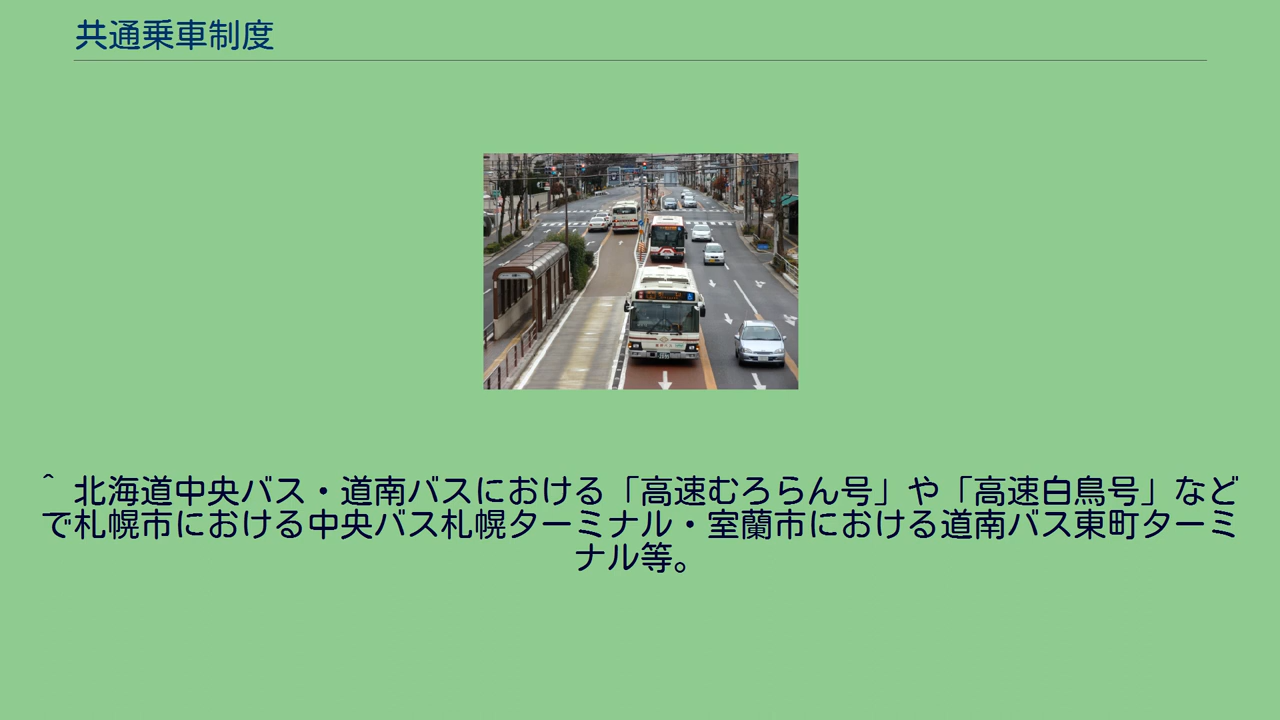 共通乗車制度
^ 北海道中央バス・道南バスにおける「高速むろらん号」や「高速白鳥号」など
で札幌市における中央バス札幌ターミナル・室蘭市における道南バス東町ターミ
ナル等。